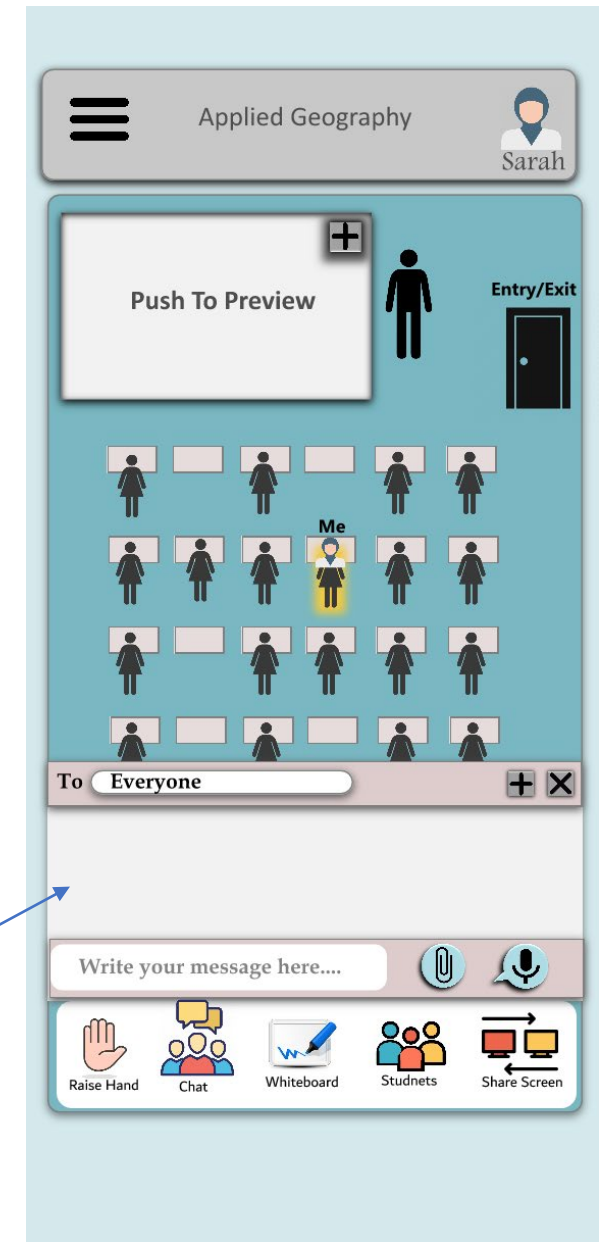 Applied Geography
Sarah
Push To Preview
Entry/Exit
Me
To Everyone
Write your message here....
Raise Hand
Chat
Whiteboard
Studnets
Share Screen